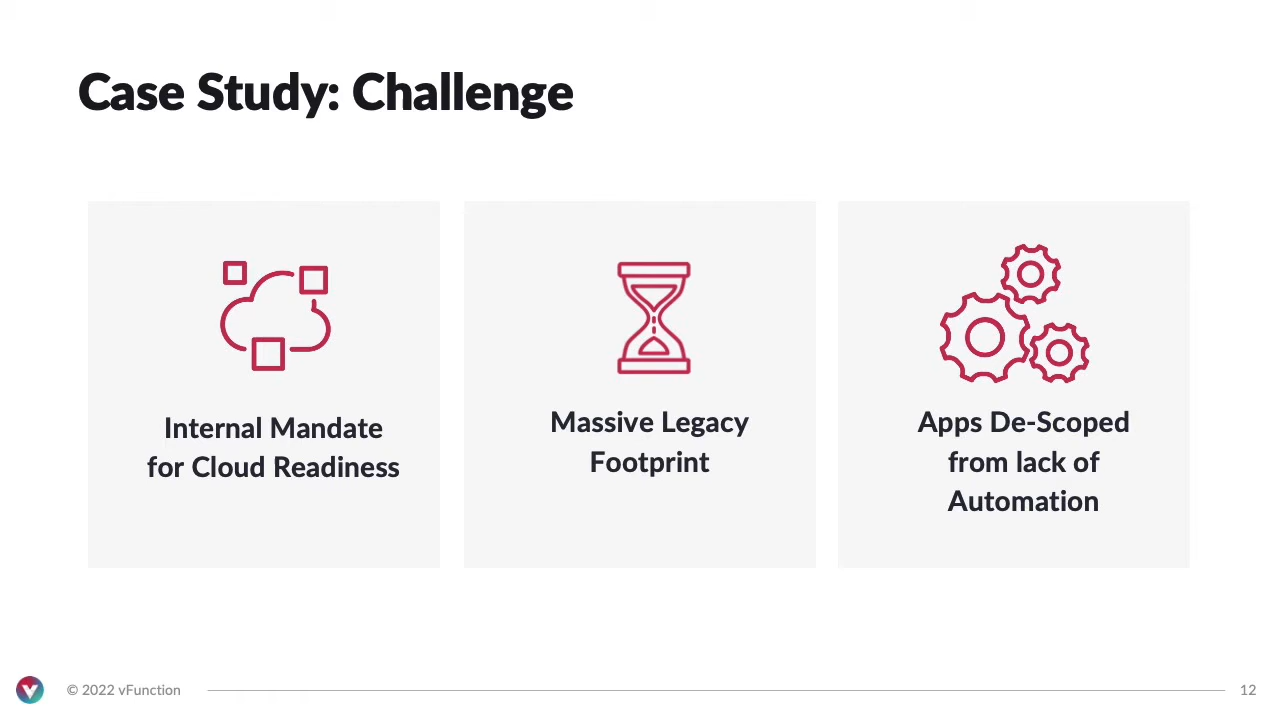 Case Study: Challenge
Internal Mandate
for Cloud Readiness
Massive Legacy
Footprint
Apps De-Scoped
from lack of
Automation
© 2022 vFunction
12